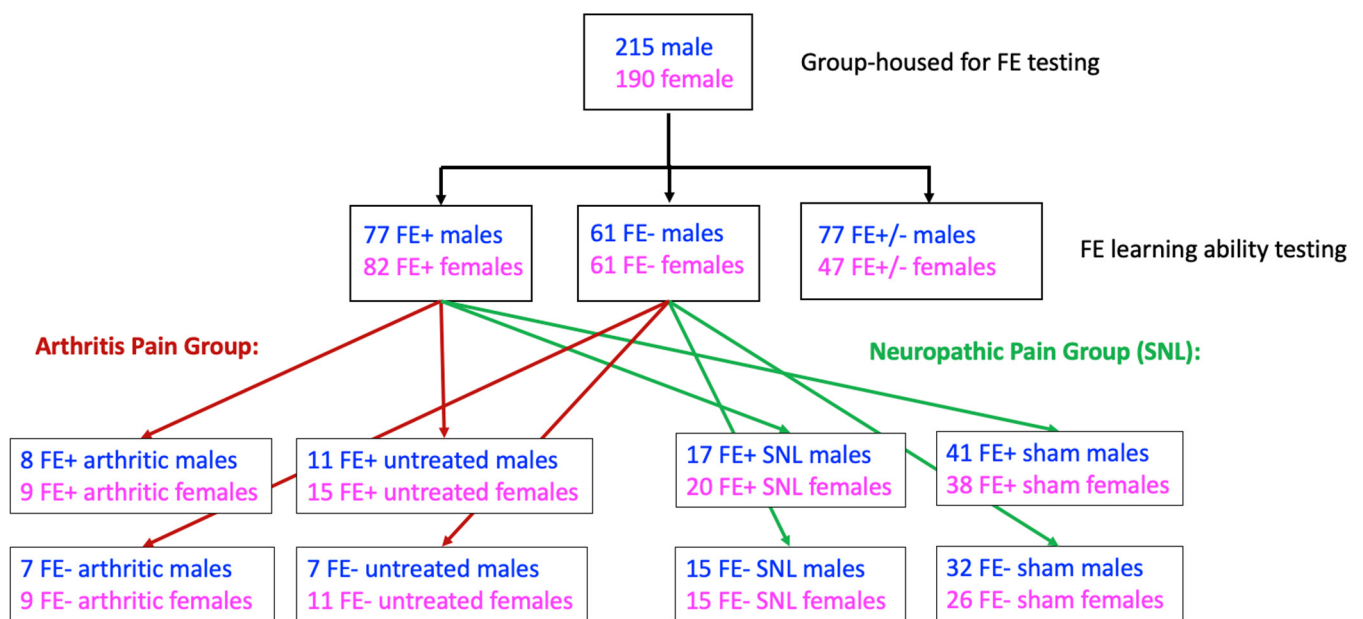 215 male
190 female
Group-housed for FE testing
77 FE+ males
82 FE+ females
61 FE- males
61 FE- females
77 FE+/- males
47 FE+/- females
FE learning ability testing
Arthritis Pain Group:
Neuropathic Pain Group (SNL):
8 FE+ arthritic males
9 FE+ arthritic females
11 FE+ untreated males
15 FE+ untreated females
17 FE+ SNL males
20 FE+ SNL females
41 FE+ sham males
38 FE+ sham females
7 FE- arthritic males
9 FE- arthritic females
7 FE- untreated males
11 FE- untreated females
15 FE- SNL males
15 FE- SNL females
32 FE- sham males
26 FE- sham females